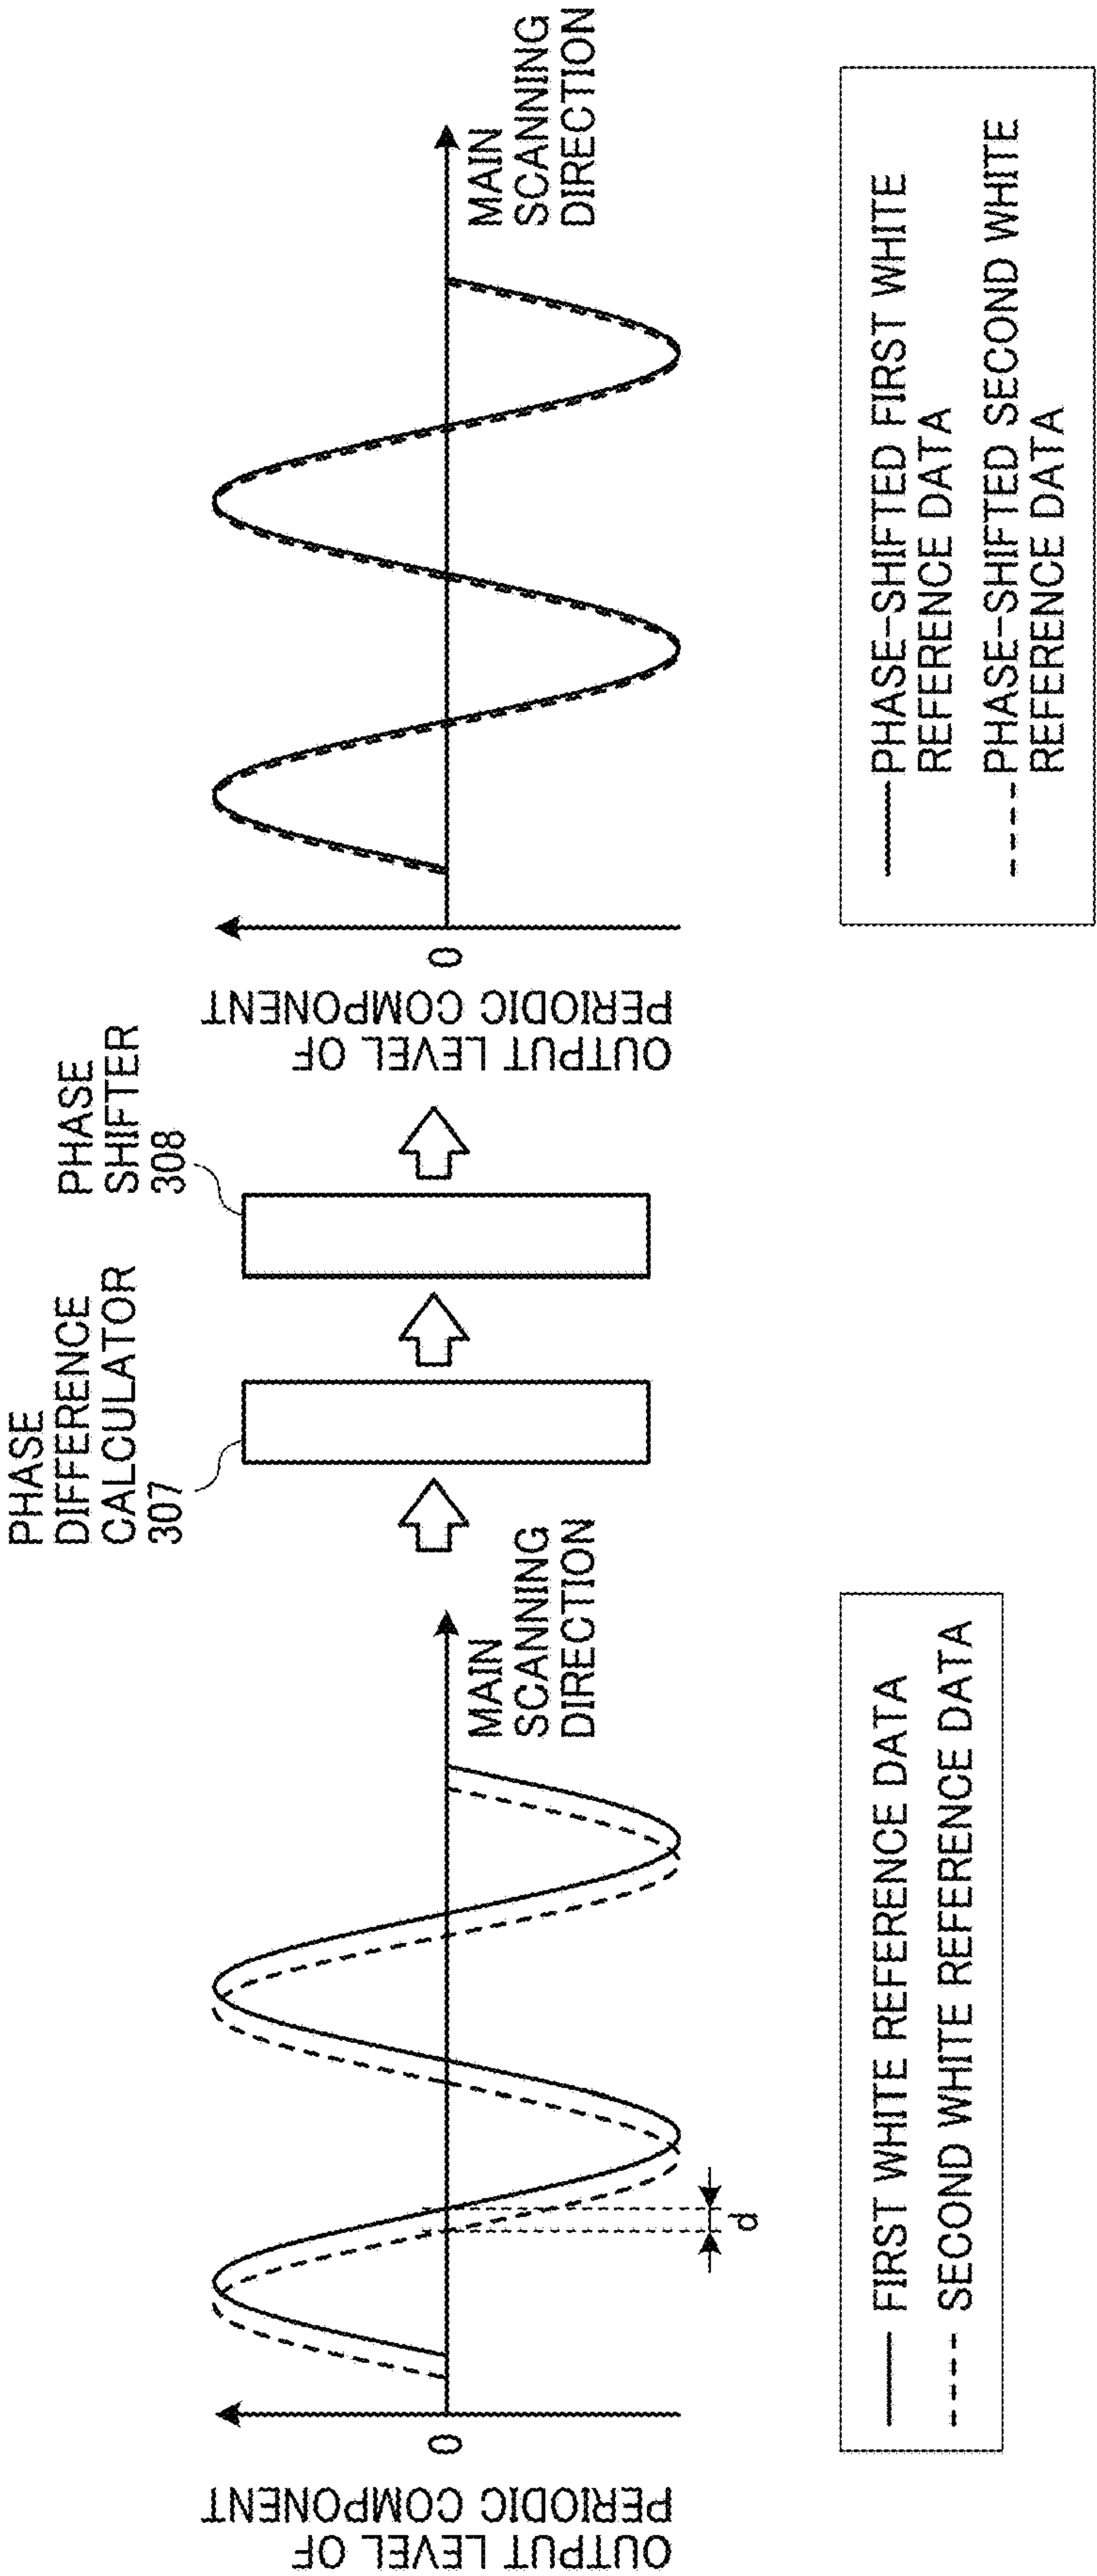 OUTPUT LEVEL OF
PERIODIC COMPONENT
0
d
MAIN
SCANNING
DIRECTION
FIRST WHITE REFERENCE DATA
SECOND WHITE REFERENCE DATA
PHASE
DIFFERENCE
CALCULATOR
307
PHASE
SHIFTER
308
OUTPUT LEVEL OF
PERIODIC COMPONENT
0
MAIN
SCANNING
DIRECTION
PHASE-SHIFTED FIRST WHITE
REFERENCE DATA
PHASE-SHIFTED SECOND WHITE
REFERENCE DATA